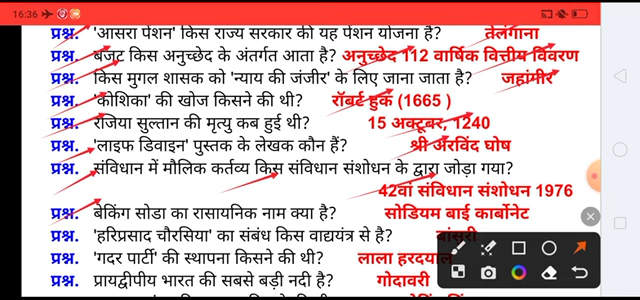 16:36
प्रश्न. 'आसरा पेंशन' किस राज्य सरकार की यह पेंशन योजना है? तेलंगाना
प्रश्न. बजट किस अनुच्छेद के अंतर्गत आता है? अनुच्छेद 112 वार्षिक वित्तीय विवरण
प्रश्न. किस मुगल शासक को 'न्याय की जंजीर' के लिए जाना जाता है? जहांगीर
प्रश्न. 'कोशिका' की खोज किसने की थी? रॉबर्ट हुक (1665 )
प्रश्न. रजिया सुल्तान की मृत्यु कब हुई थी? 15 अक्टूबर, 1240
प्रश्न. 'लाइफ डिवाइन' पुस्तक के लेखक कौन हैं? श्री अरविंद घोष
प्रश्न. संविधान में मौलिक कर्तव्य किस संविधान संशोधन के द्वारा जोड़ा गया?
42वां संविधान संशोधन 1976
प्रश्न. बेकिंग सोडा का रासायनिक नाम क्या है? सोडियम बाई कार्बोनेट
प्रश्न. 'हरिप्रसाद चौरसिया' का संबंध किस वाद्ययंत्र से है? बांसुरी
प्रश्न. 'गदर पार्टी' की स्थापना किसने की थी? लाला हरदयाल
प्रश्न. प्रायद्वीपीय भारत की सबसे बड़ी नदी है? गोदावरी